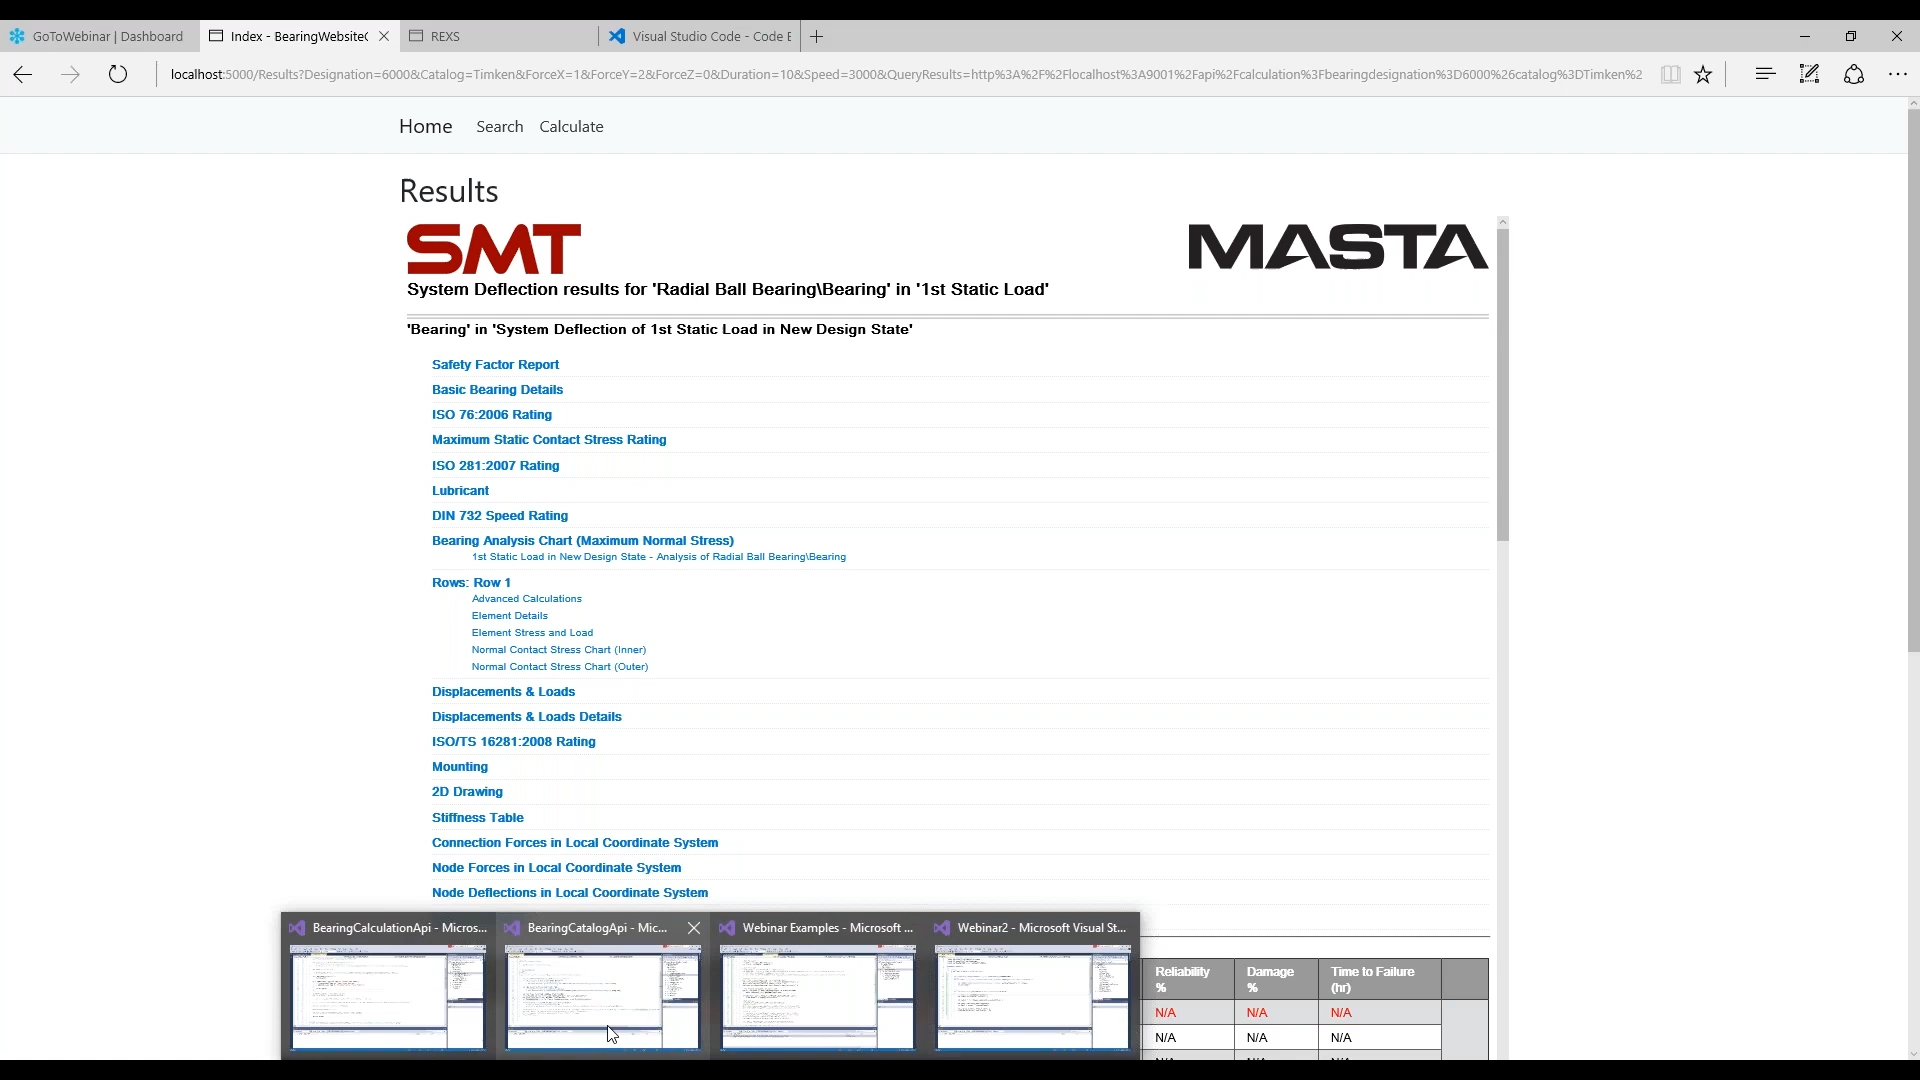 GoToWebinar | Dashboard
Index - BearingWebsiteC
REXS
Visual Studio Code - Code E
localhost:5000/Results?Designation=6000&Catalog=Timken&ForceX=1&ForceY=2&ForceZ=0&Duration=10&Speed=3000&QueryResults=http%3A%2F%2Flocalhost%3A9001%2Fapi%2Fcalculation%3Fbearingdesignation%3D6000%26catalog%3DTimken%2
Home Search Calculate
Results
SMT MASTA
System Deflection results for 'Radial Ball Bearing\Bearing' in '1st Static Load'
'Bearing' in 'System Deflection of 1st Static Load in New Design State'
Safety Factor Report
Basic Bearing Details
ISO 76:2006 Rating
Maximum Static Contact Stress Rating
ISO 281:2007 Rating
Lubricant
DIN 732 Speed Rating
Bearing Analysis Chart (Maximum Normal Stress)
1st Static Load in New Design State - Analysis of Radial Ball Bearing\Bearing
Rows: Row 1
Advanced Calculations
Element Details
Element Stress and Load
Normal Contact Stress Chart (Inner)
Normal Contact Stress Chart (Outer)
Displacements & Loads
Displacements & Loads Details
ISO/TS 16281:2008 Rating
Mounting
2D Drawing
Stiffness Table
Connection Forces in Local Coordinate System
Node Forces in Local Coordinate System
Node Deflections in Local Coordinate System
BearingCalculationApi - Micros...
BearingCatalogApi - Mic...
Webinar Examples - Microsoft ...
Webinar2 - Microsoft Visual St...
Reliability % Damage % Time to Failure (hr)
N/A N/A N/A
N/A N/A N/A
N/A N/A N/A